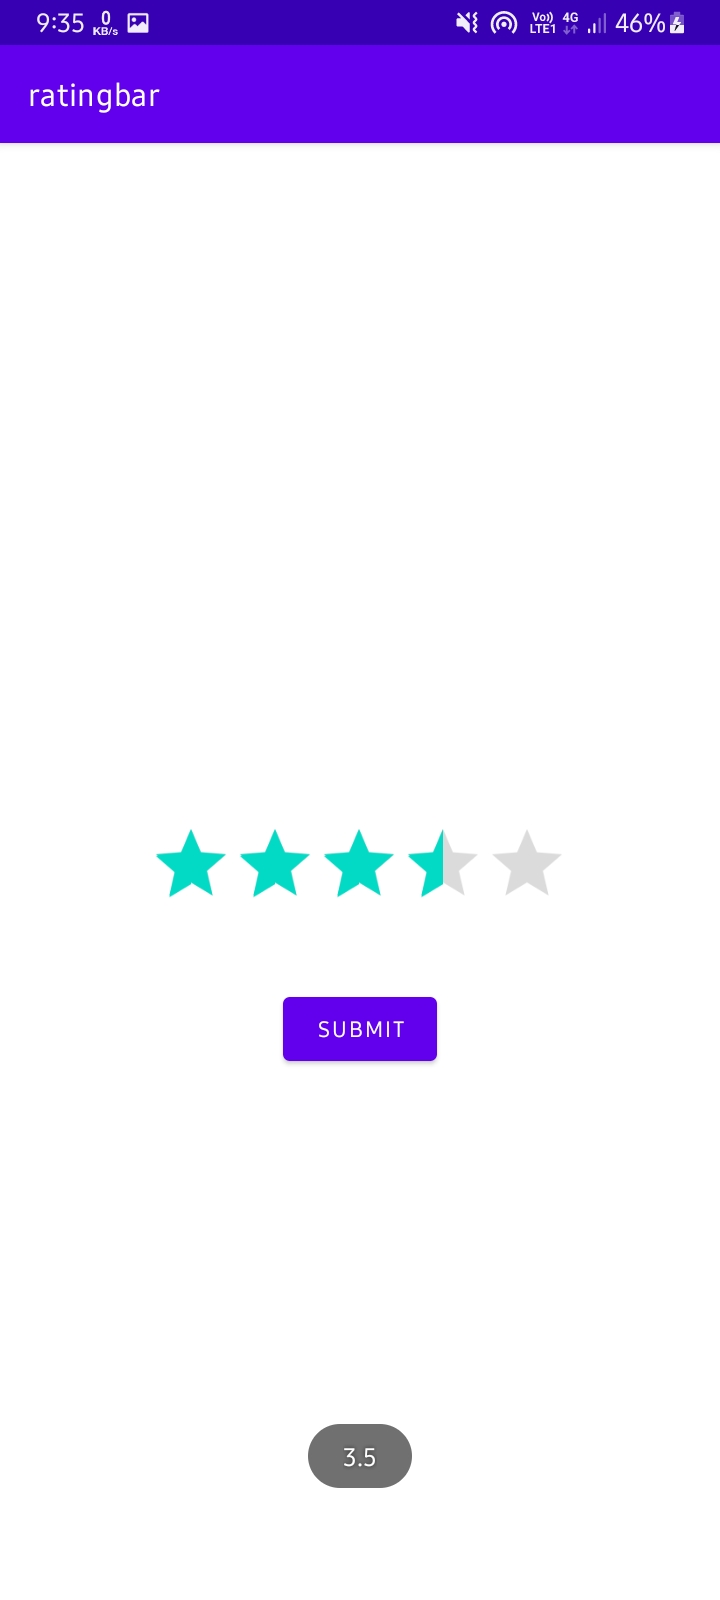 9:35 0 KB/s Vo)) LTE1 4G 46%
ratingbar
SUBMIT
3.5